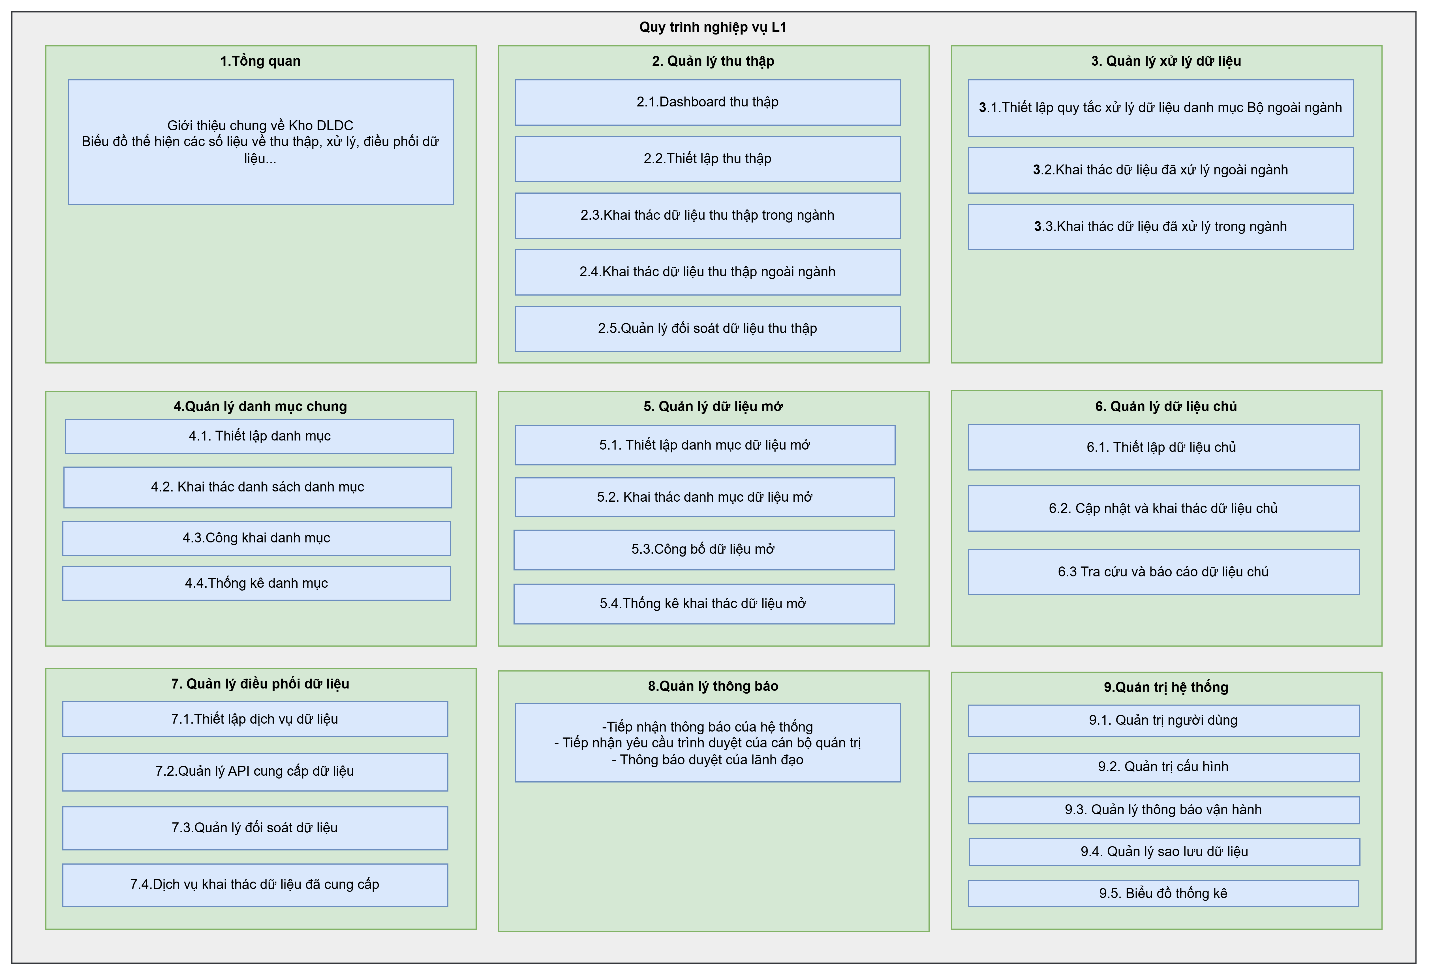 Quy trình nghiệp vụ L1
1.Tổng quan
Giới thiệu chung về Kho DLDC
Biểu đồ thể hiện các số liệu về thu thập, xử lý, điều phối dữ
liệu...
2. Quản lý thu thập
2.1.Dashboard thu thập
2.2.Thiết lập thu thập
2.3.Khai thác dữ liệu thu thập trong ngành
2.4.Khai thác dữ liệu thu thập ngoài ngành
2.5.Quản lý đối soát dữ liệu thu thập
3. Quản lý xử lý dữ liệu
3.1.Thiết lập quy tắc xử lý dữ liệu danh mục Bộ ngoài ngành
3.2.Khai thác dữ liệu đã xử lý ngoài ngành
3.3.Khai thác dữ liệu đã xử lý trong ngành
4.Quản lý danh mục chung
4.1. Thiết lập danh mục
4.2. Khai thác danh sách danh mục
4.3.Công khai danh mục
4.4.Thống kê danh mục
5. Quản lý dữ liệu mở
5.1. Thiết lập danh mục dữ liệu mở
5.2. Khai thác danh mục dữ liệu mở
5.3.Công bố dữ liệu mở
5.4.Thống kê khai thác dữ liệu mở
6. Quản lý dữ liệu chủ
6.1. Thiết lập dữ liệu chủ
6.2. Cập nhật và khai thác dữ liệu chủ
6.3 Tra cứu và báo cáo dữ liệu chủ
7. Quản lý điều phối dữ liệu
7.1.Thiết lập dịch vụ dữ liệu
7.2.Quản lý API cung cấp dữ liệu
7.3.Quản lý đối soát dữ liệu
7.4.Dịch vụ khai thác dữ liệu đã cung cấp
8.Quản lý thông báo
-Tiếp nhận thông báo của hệ thống
- Tiếp nhận yêu cầu trình duyệt của cán bộ quản trị
- Thông báo duyệt của lãnh đạo
9.Quản trị hệ thống
9.1. Quản trị người dùng
9.2. Quản trị cấu hình
9.3. Quản lý thông báo vận hành
9.4. Quản lý sao lưu dữ liệu
9.5. Biểu đồ thống kê